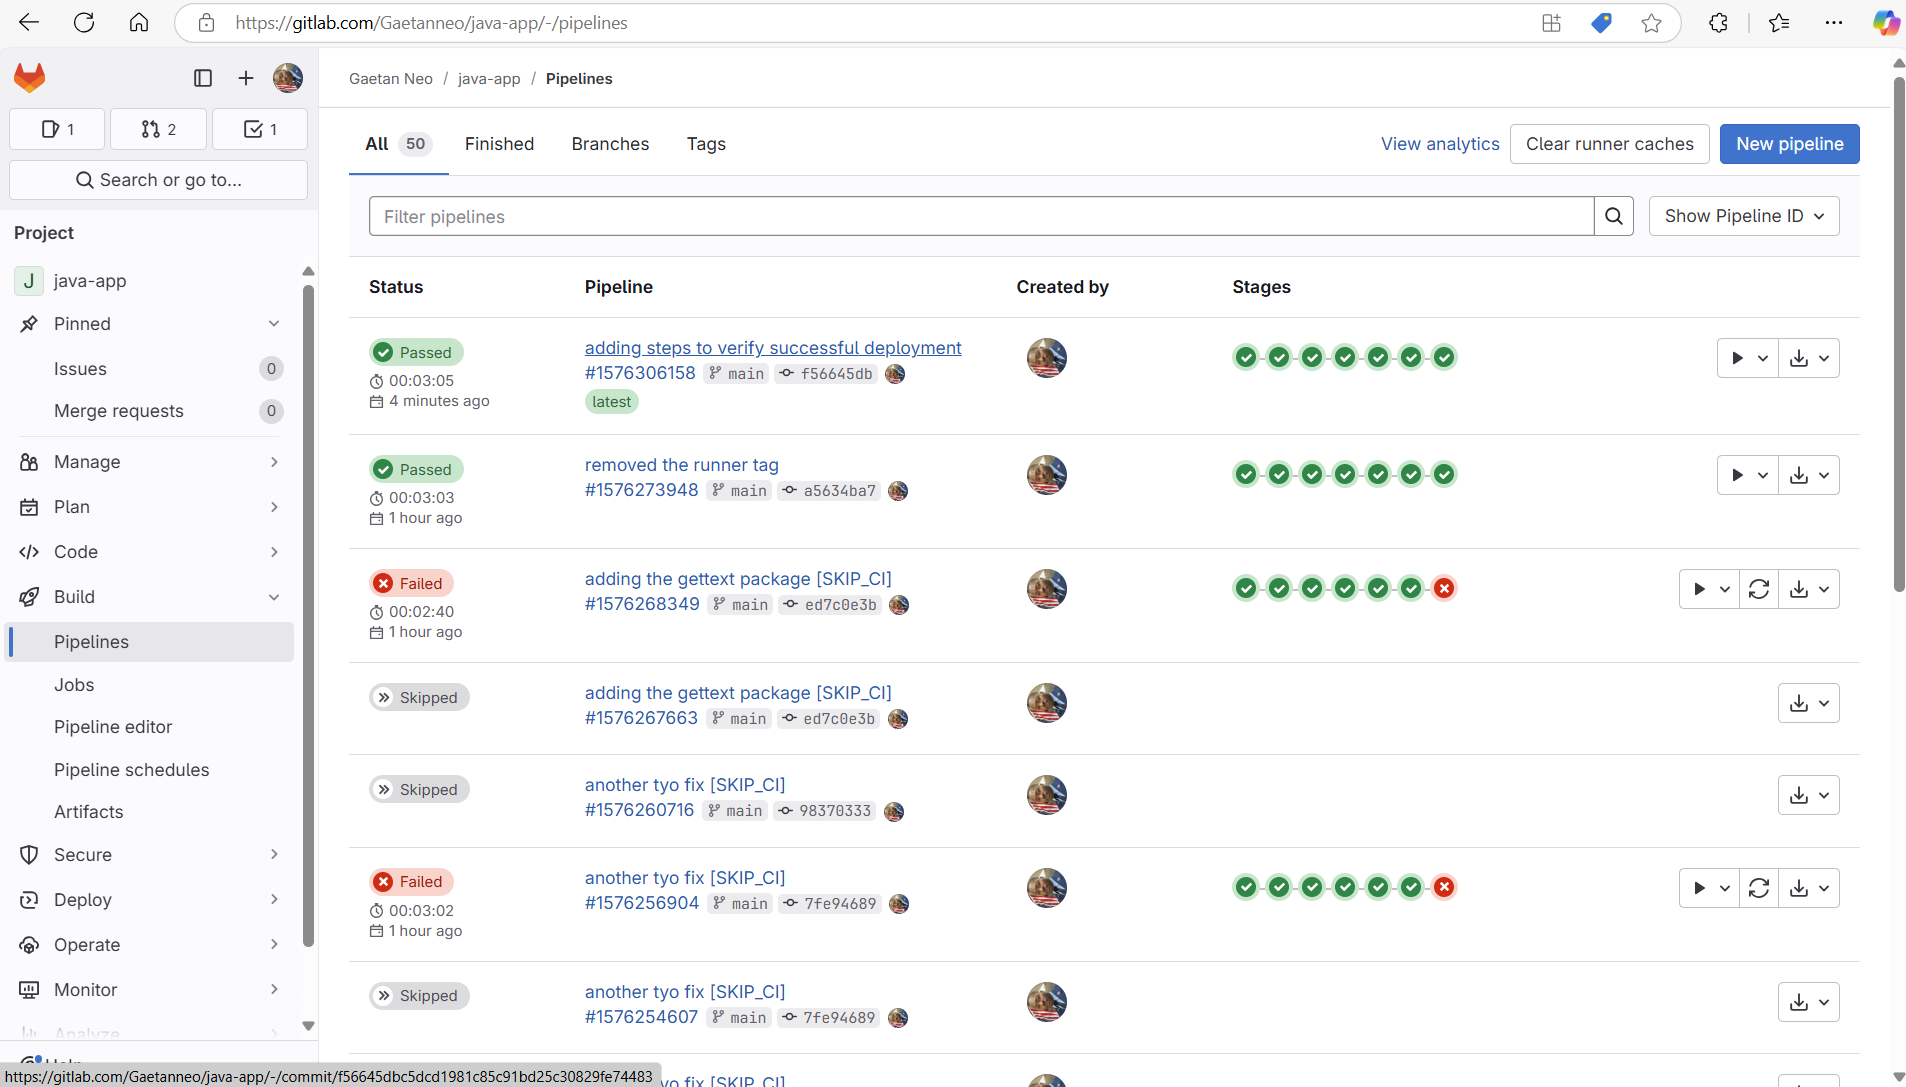 https://gitlab.com/Gaetanneo/java-app/-/pipelines
1
2
1
Search or go to...
Project
J java-app
Pinned
Issues 0
Merge requests 0
Manage
Plan
Code
Build
Pipelines
Jobs
Pipeline editor
Pipeline schedules
Artifacts
Secure
Deploy
Operate
Monitor
Analyze
Help
https://gitlab.com/Gaetanneo/java-app/-/commit/f56645dbc5dcd1981c85c91bd25c30829fe74483
Gaetan Neo / java-app / Pipelines
All 50 Finished Branches Tags
View analytics Clear runner caches New pipeline
Filter pipelines
Show Pipeline ID
Status Pipeline Created by Stages
Passed
00:03:05
4 minutes ago
adding steps to verify successful deployment
#1576306158 main f56645db
latest
Passed
00:03:03
1 hour ago
removed the runner tag
#1576273948 main a5634ba7
Failed
00:02:40
1 hour ago
adding the gettext package [SKIP_CI]
#1576268349 main ed7c0e3b
Skipped
adding the gettext package [SKIP_CI]
#1576267663 main ed7c0e3b
Skipped
another tyo fix [SKIP_CI]
#1576260716 main 98370333
Failed
00:03:02
1 hour ago
another tyo fix [SKIP_CI]
#1576256904 main 7fe94689
Skipped
another tyo fix [SKIP_CI]
#1576254607 main 7fe94689
yo fix [SKIP_CI]